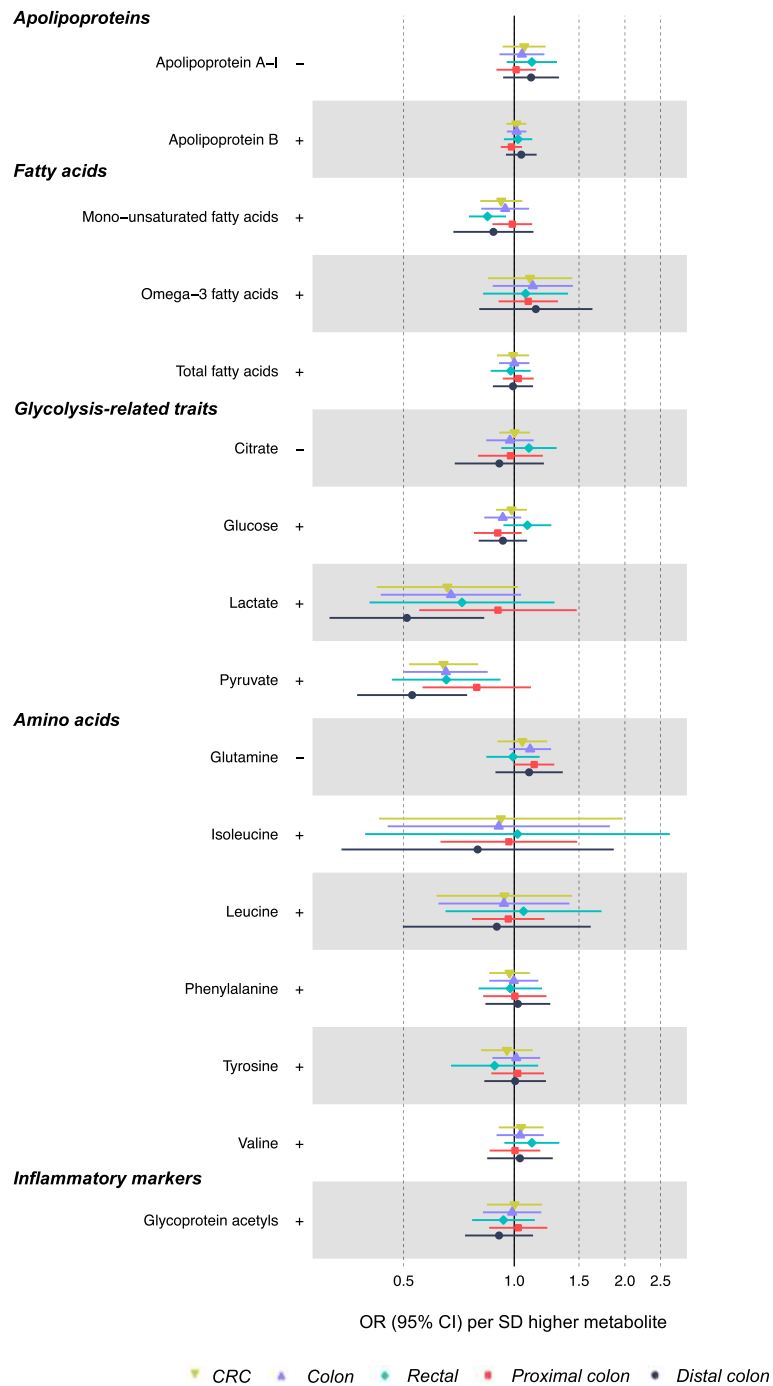 Apolipoproteins
Apolipoprotein A−I −
Apolipoprotein B +
Fatty acids
Mono−unsaturated fatty acids +
Omega−3 fatty acids +
Total fatty acids +
Glycolysis-related traits
Citrate −
Glucose +
Lactate +
Pyruvate +
Amino acids
Glutamine −
Isoleucine +
Leucine +
Phenylalanine +
Tyrosine +
Valine +
Inflammatory markers
Glycoprotein acetyls +
0.5 1.0 1.5 2.0 2.5
OR (95% CI) per SD higher metabolite
CRC Colon Rectal Proximal colon Distal colon